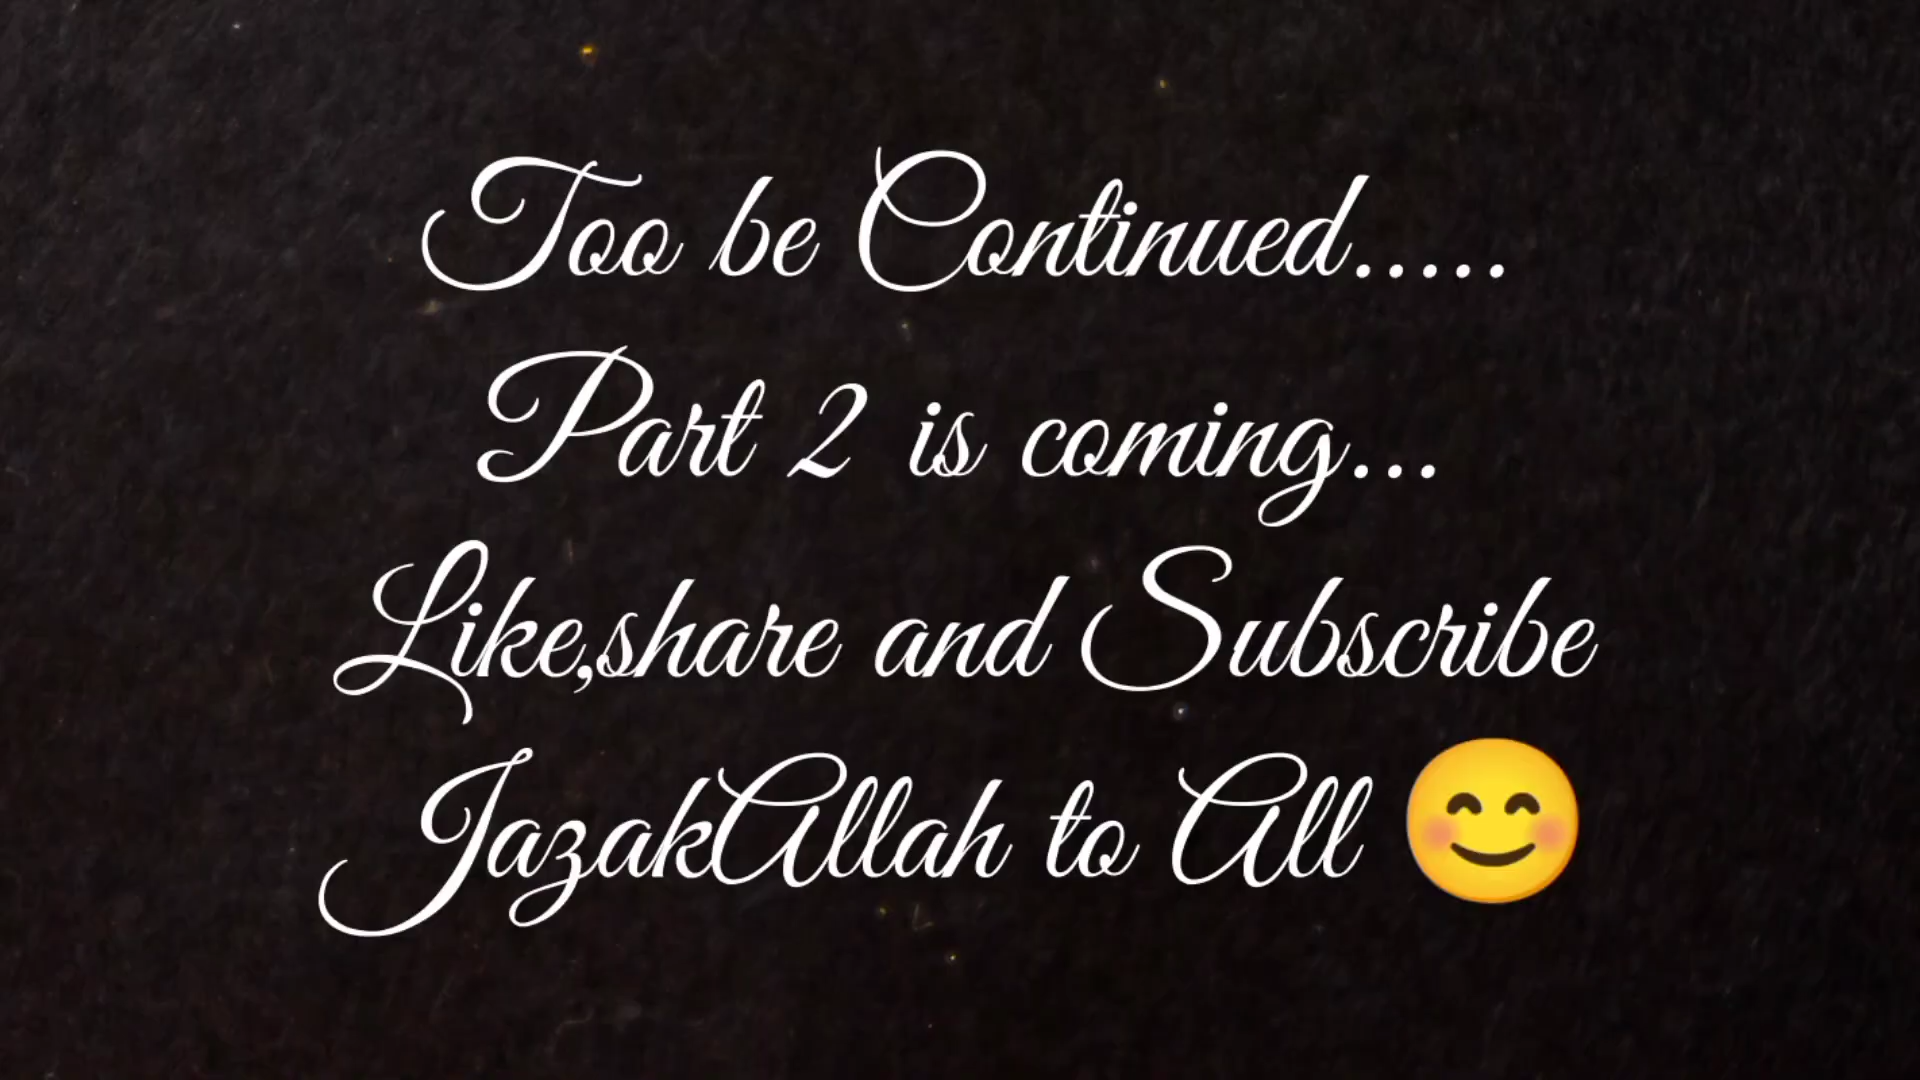 Too be Continued.....
Part 2 is coming...
Like,share and Subscribe
JazakAllah to All 😊